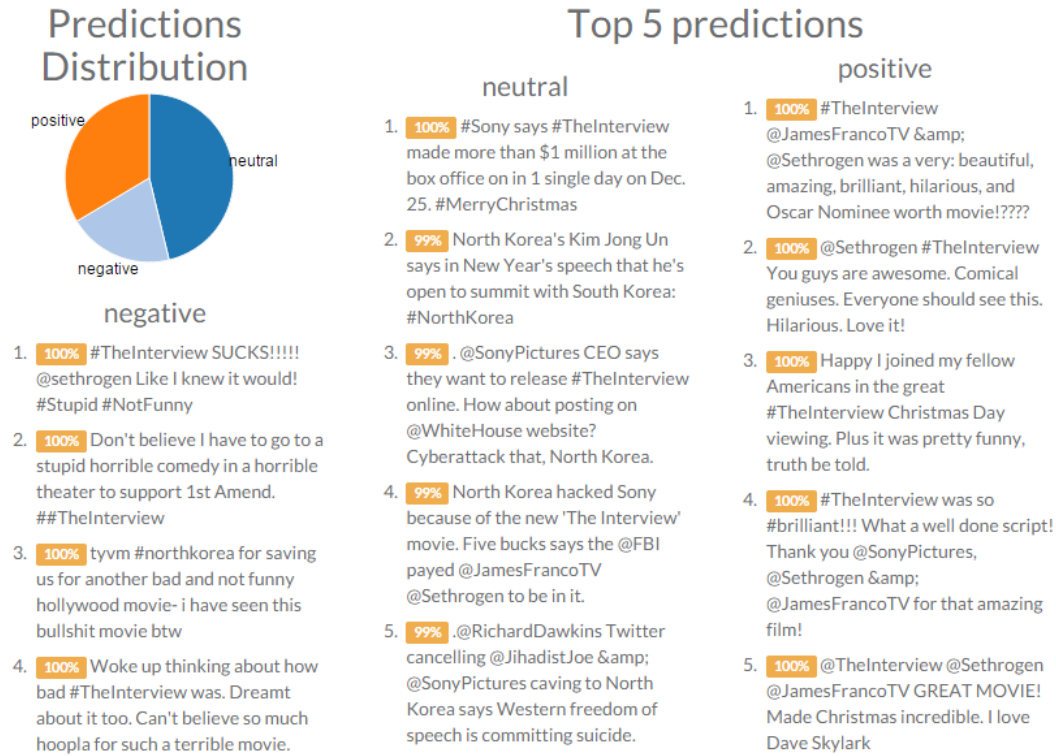 Predictions
Distribution
positive
neutral
negative
negative
1. 100% #TheInterview SUCKS!!!!!
@sethrogen Like I knew it would!
#Stupid #NotFunny
2. 100% Don't believe I have to go to a
stupid horrible comedy in a horrible
theater to support 1st Amend.
##TheInterview
3. 100% tyvm #northkorea for saving
us for another bad and not funny
hollywood movie- i have seen this
bullshit movie btw
4. 100% Woke up thinking about how
bad #TheInterview was. Dreamt
about it too. Can't believe so much
hoopla for such a terrible movie.
Top 5 predictions
neutral
1. 100% #Sony says #TheInterview
made more than $1 million at the
box office on in 1 single day on Dec.
25. #MerryChristmas
2. 99% North Korea's Kim Jong Un
says in New Year's speech that he's
open to summit with South Korea:
#NorthKorea
3. 99% . @SonyPictures CEO says
they want to release #TheInterview
online. How about posting on
@WhiteHouse website?
Cyberattack that, North Korea.
4. 99% North Korea hacked Sony
because of the new 'The Interview'
movie. Five bucks says the @FBI
payed @JamesFrancoTV
@Sethrogen to be in it.
5. 99% .@RichardDawkins Twitter
cancelling @JihadistJoe &amp;
@SonyPictures caving to North
Korea says Western freedom of
speech is committing suicide.
positive
1. 100% #TheInterview
@JamesFrancoTV &amp;
@Sethrogen was a very: beautiful,
amazing, brilliant, hilarious, and
Oscar Nominee worth movie!????
2. 100% @Sethrogen #TheInterview
You guys are awesome. Comical
geniuses. Everyone should see this.
Hilarious. Love it!
3. 100% Happy I joined my fellow
Americans in the great
#TheInterview Christmas Day
viewing. Plus it was pretty funny,
truth be told.
4. 100% #TheInterview was so
#brilliant!!! What a well done script!
Thank you @SonyPictures,
@Sethrogen &amp;
@JamesFrancoTV for that amazing
film!
5. 100% @TheInterview @Sethrogen
@JamesFrancoTV GREAT MOVIE!
Made Christmas incredible. I love
Dave Skylark